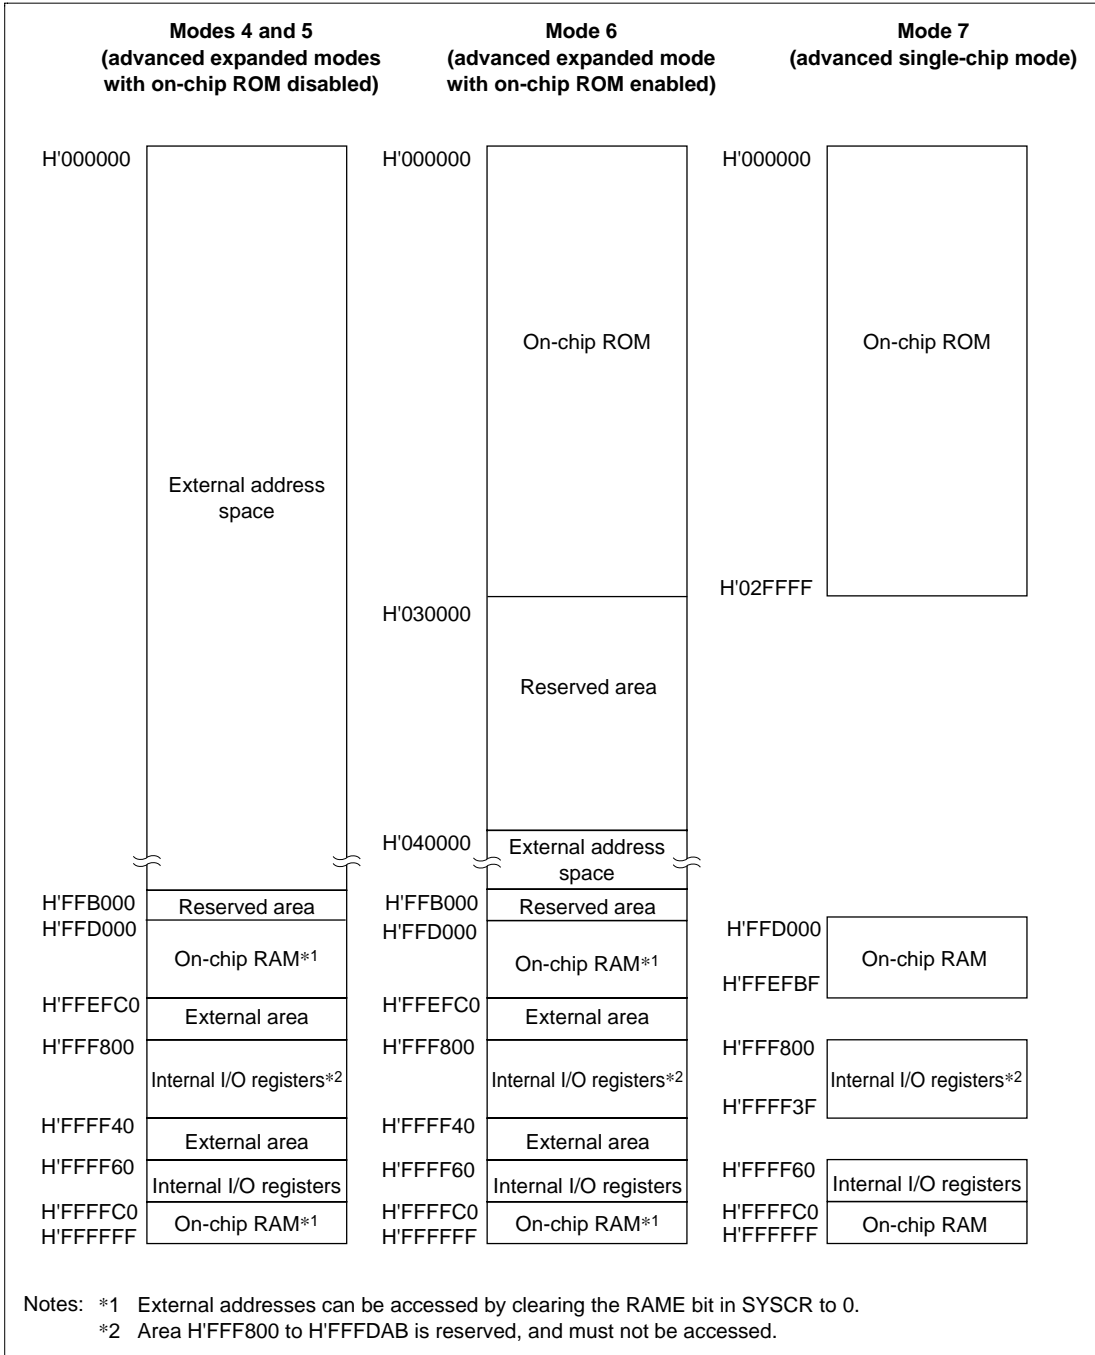 Modes 4 and 5
(advanced expanded modes
with on-chip ROM disabled)
Mode 6
(advanced expanded mode
with on-chip ROM enabled)
Mode 7
(advanced single-chip mode)
H'000000
External address
space
H'FFB000
Reserved area
H'FFD000
On-chip RAM*1
H'FFEFC0
External area
H'FFF800
Internal I/O registers*2
H'FFFF40
External area
H'FFFF60
Internal I/O registers
H'FFFFC0
On-chip RAM*1
H'FFFFFF
H'000000
On-chip ROM
H'030000
Reserved area
H'040000
External address
space
H'FFB000
Reserved area
H'FFD000
On-chip RAM*1
H'FFEFC0
External area
H'FFF800
Internal I/O registers*2
H'FFFF40
External area
H'FFFF60
Internal I/O registers
H'FFFFC0
On-chip RAM*1
H'FFFFFF
H'000000
On-chip ROM
H'02FFFF
H'FFD000
On-chip RAM
H'FFEFBF
H'FFF800
Internal I/O registers*2
H'FFFF3F
H'FFFF60
Internal I/O registers
H'FFFFC0
On-chip RAM
H'FFFFFF
Notes: *1 External addresses can be accessed by clearing the RAME bit in SYSCR to 0.
*2 Area H'FFF800 to H'FFFDAB is reserved, and must not be accessed.